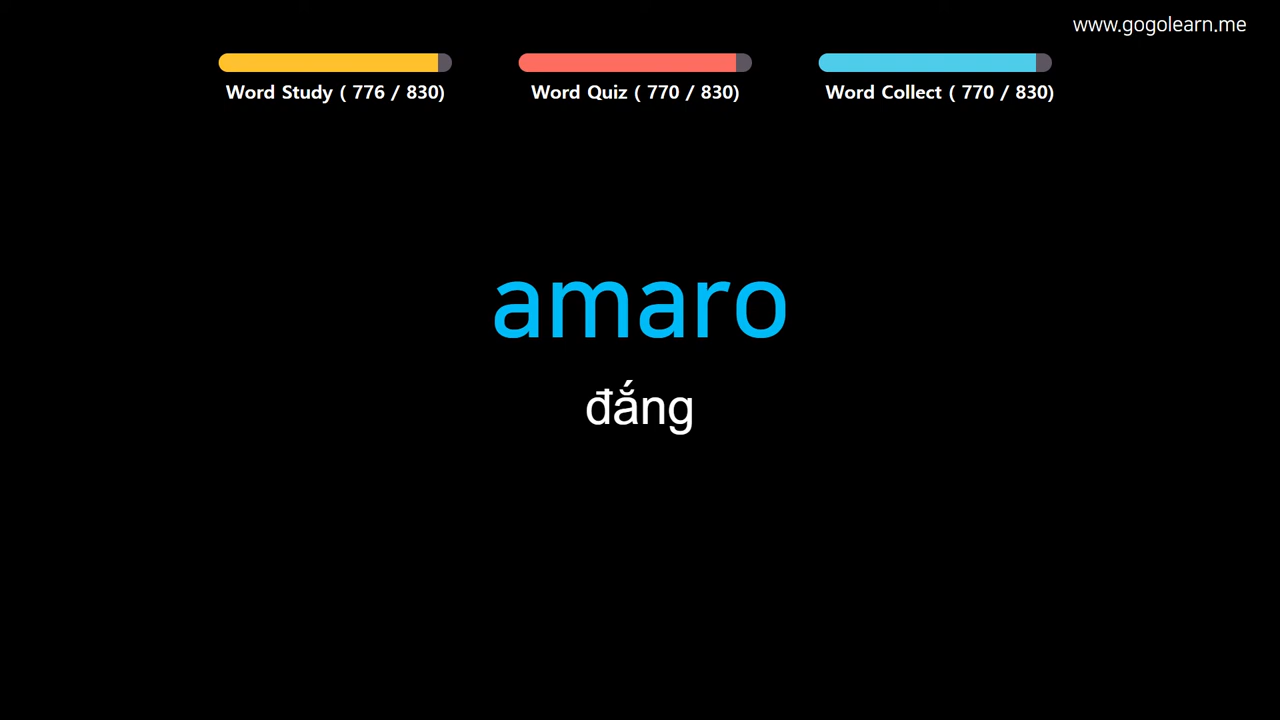 www.gogolearn.me
Word Study ( 776 / 830)
Word Quiz ( 770 / 830)
Word Collect ( 770 / 830)
amaro
đắng